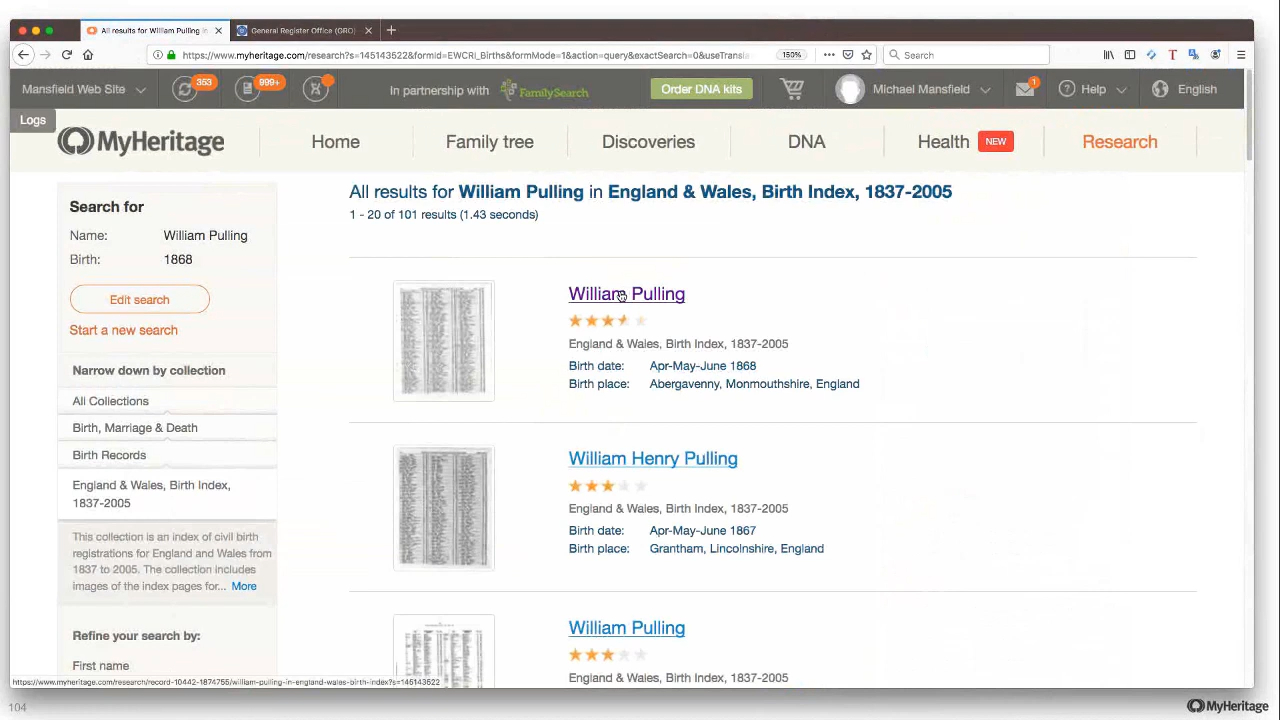 All results for William Pulling in
General Register Office (GRO)
https://www.myheritage.com/research?s=145143522&formid=EWCRI_Births&formMode=1&action=query&exactSearch=0&useTransla
150%
Search
Mansfield Web Site
353
999+
In partnership with FamilySearch
Order DNA kits
Michael Mansfield
1
Help
English
Logs
MyHeritage
Home
Family tree
Discoveries
DNA
Health NEW
Research
Search for
Name: William Pulling
Birth: 1868
Edit search
Start a new search
Narrow down by collection
All Collections
Birth, Marriage & Death
Birth Records
England & Wales, Birth Index,
1837-2005
This collection is an index of civil birth
registrations for England and Wales from
1837 to 2005. The collection includes
images of the index pages for... More
Refine your search by:
First name
All results for William Pulling in England & Wales, Birth Index, 1837-2005
1 - 20 of 101 results (1.43 seconds)
William Pulling
England & Wales, Birth Index, 1837-2005
Birth date: Apr-May-June 1868
Birth place: Abergavenny, Monmouthshire, England
William Henry Pulling
England & Wales, Birth Index, 1837-2005
Birth date: Apr-May-June 1867
Birth place: Grantham, Lincolnshire, England
William Pulling
England & Wales, Birth Index, 1837-2005
https://www.myheritage.com/research/record-10442-1874755/william-pulling-in-england-wales-birth-index?s=145143522
104
MyHeritage